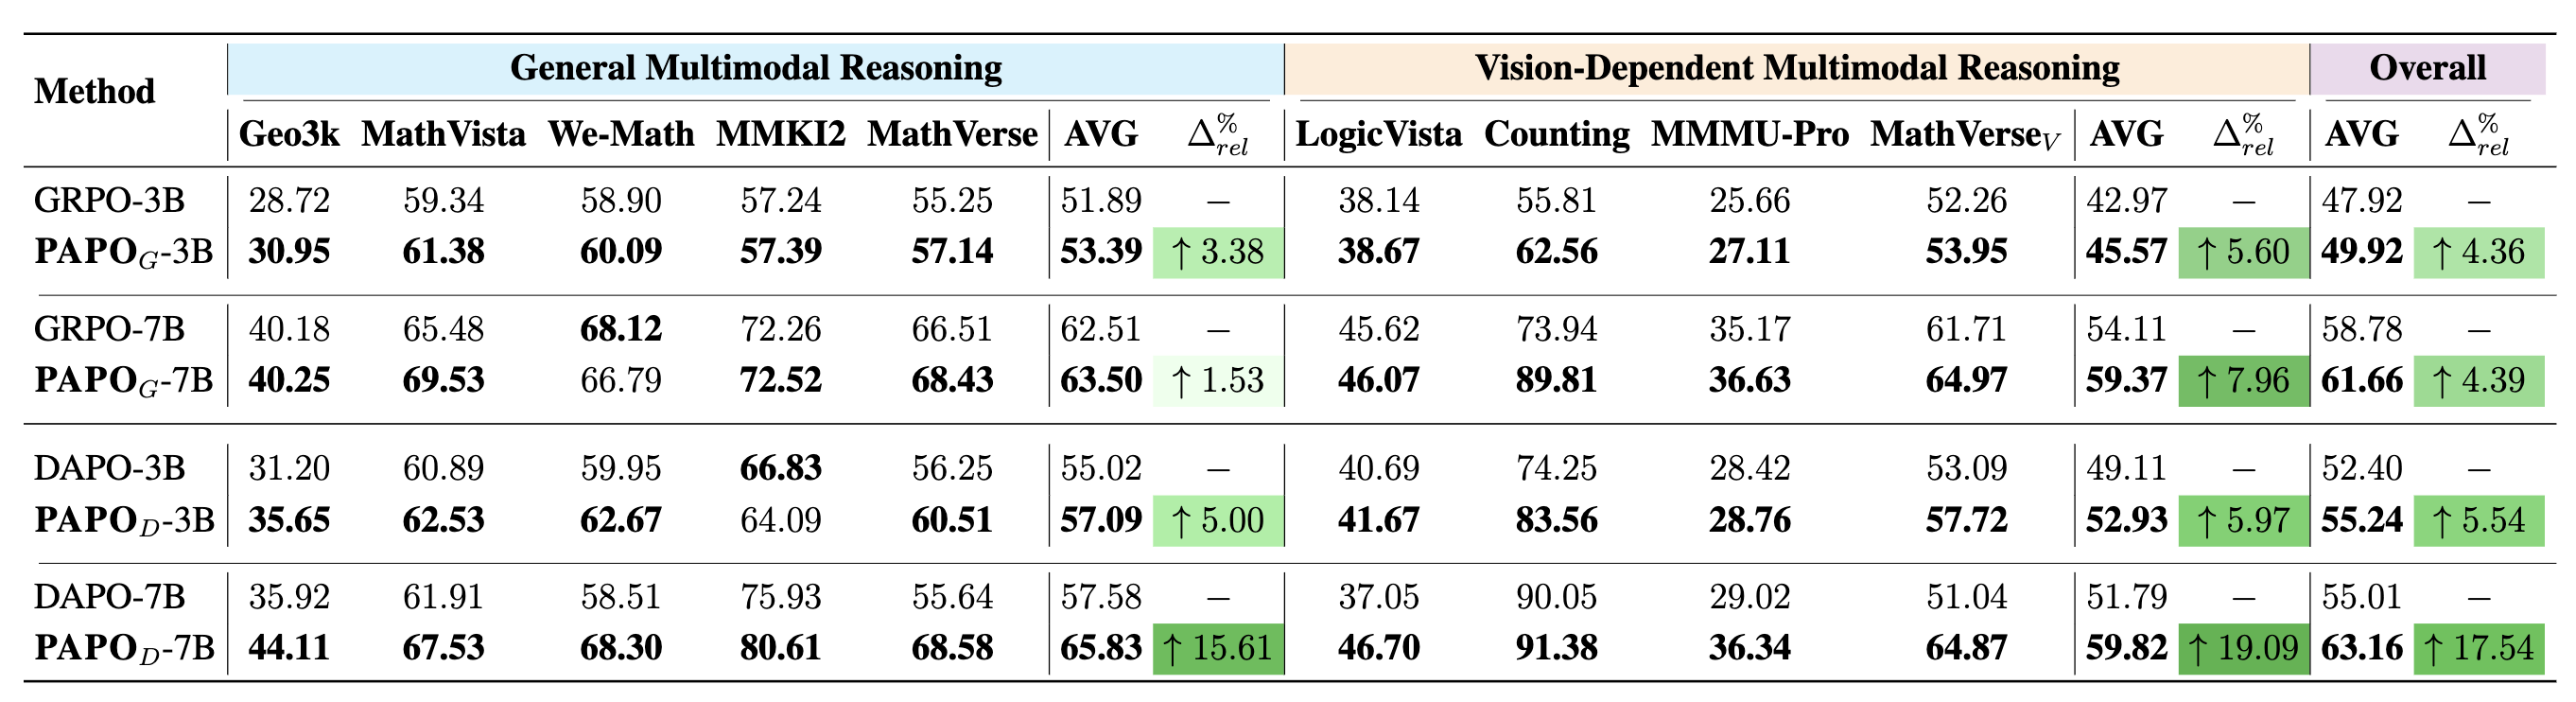 Method General Multimodal Reasoning Vision-Dependent Multimodal Reasoning Overall
Geo3k MathVista We-Math MMKI2 MathVerse AVG Δ%rel LogicVista Counting MMMU-Pro MathVerseV AVG Δ%rel AVG Δ%rel
GRPO-3B 28.72 59.34 58.90 57.24 55.25 51.89 − 38.14 55.81 25.66 52.26 42.97 − 47.92 −
PAPOG-3B 30.95 61.38 60.09 57.39 57.14 53.39 ↑ 3.38 38.67 62.56 27.11 53.95 45.57 ↑ 5.60 49.92 ↑ 4.36
GRPO-7B 40.18 65.48 68.12 72.26 66.51 62.51 − 45.62 73.94 35.17 61.71 54.11 − 58.78 −
PAPOG-7B 40.25 69.53 66.79 72.52 68.43 63.50 ↑ 1.53 46.07 89.81 36.63 64.97 59.37 ↑ 7.96 61.66 ↑ 4.39
DAPO-3B 31.20 60.89 59.95 66.83 56.25 55.02 − 40.69 74.25 28.42 53.09 49.11 − 52.40 −
PAPOD-3B 35.65 62.53 62.67 64.09 60.51 57.09 ↑ 5.00 41.67 83.56 28.76 57.72 52.93 ↑ 5.97 55.24 ↑ 5.54
DAPO-7B 35.92 61.91 58.51 75.93 55.64 57.58 − 37.05 90.05 29.02 51.04 51.79 − 55.01 −
PAPOD-7B 44.11 67.53 68.30 80.61 68.58 65.83 ↑ 15.61 46.70 91.38 36.34 64.87 59.82 ↑ 19.09 63.16 ↑ 17.54